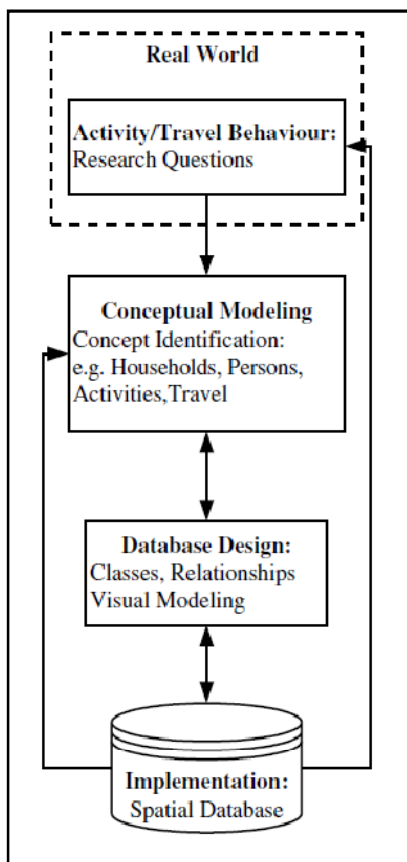 Real World
Activity/Travel Behaviour:
Research Questions
Conceptual Modeling
Concept Identification:
e.g. Households, Persons,
Activities,Travel
Database Design:
Classes, Relationships
Visual Modeling
Implementation:
Spatial Database